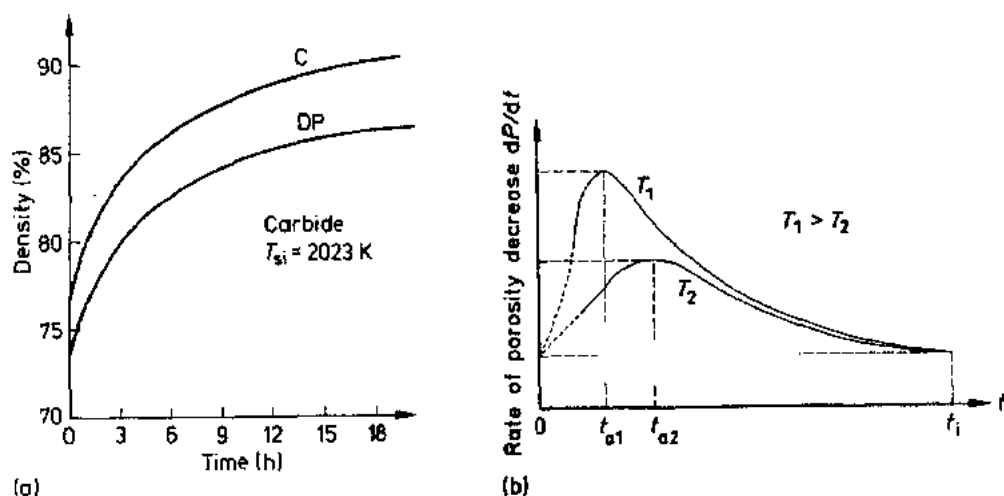 90
85
80
75
70
Density (%)
C
DP
Carbide
T_si = 2023 K
0 3 6 9 12 15 18
Time (h)
(a)
Rate of porosity decrease dP/dt
T₁
T₁ > T₂
T₂
0 t_a1 t_a2 t_i t
(b)